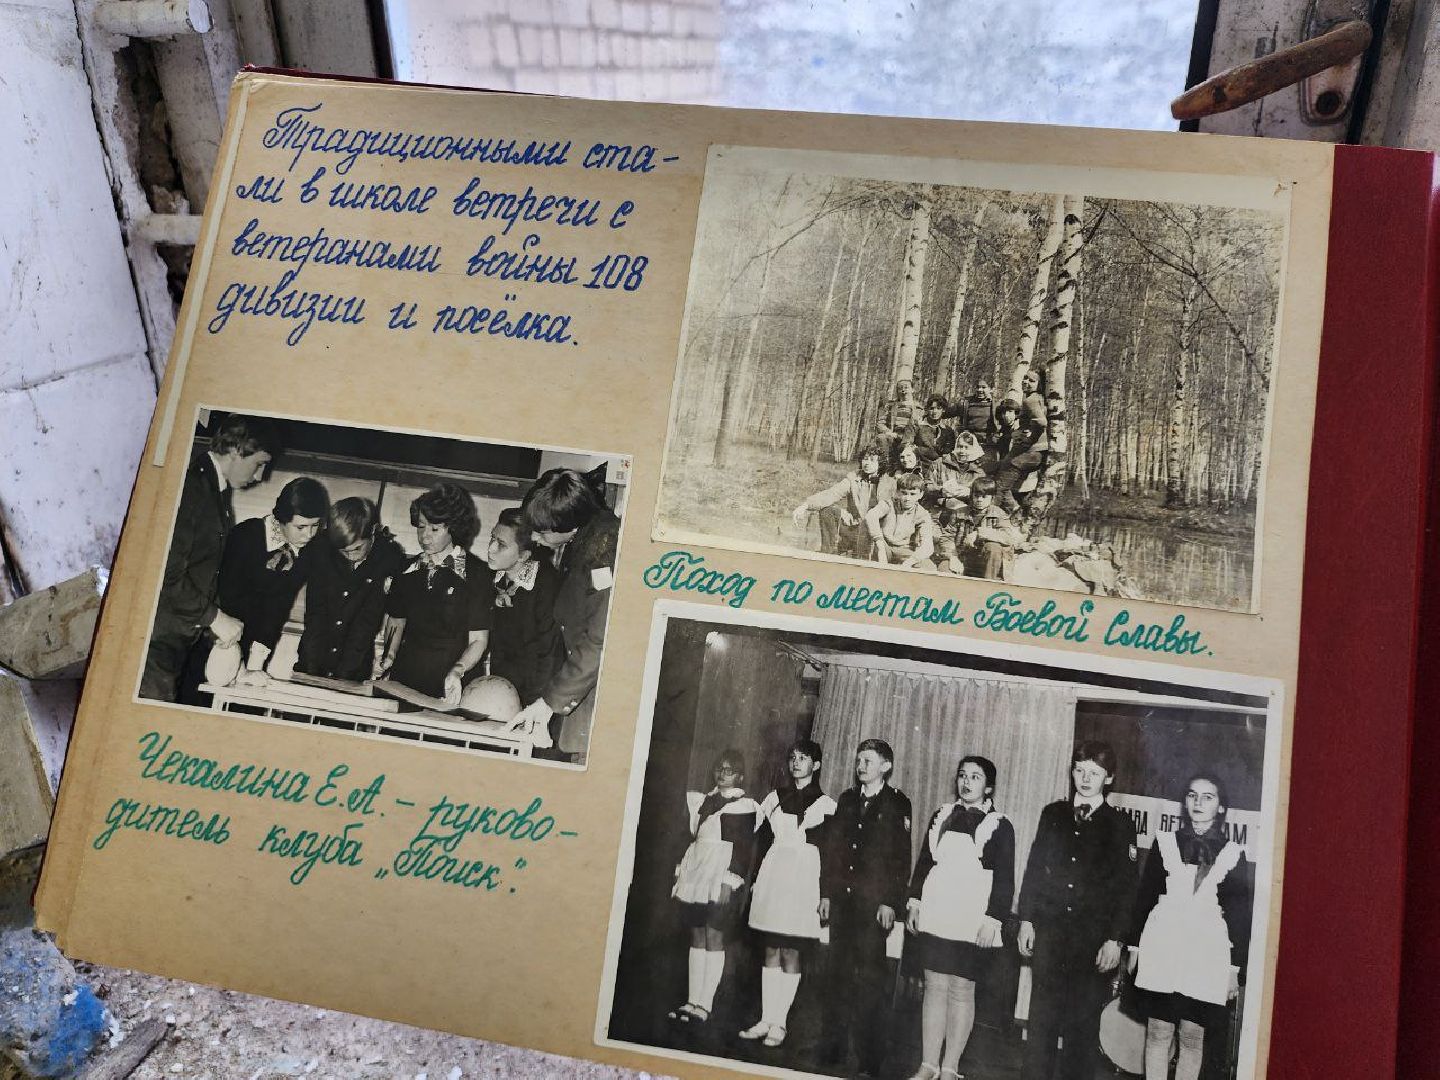 Традиционными ста-
ли в школе встречи с
ветеранами войны 108
дивизии и посёлка.
Поход по местам Боевой Славы.
Чекалина Е.А. – руково-
дитель клуба „Поиск".